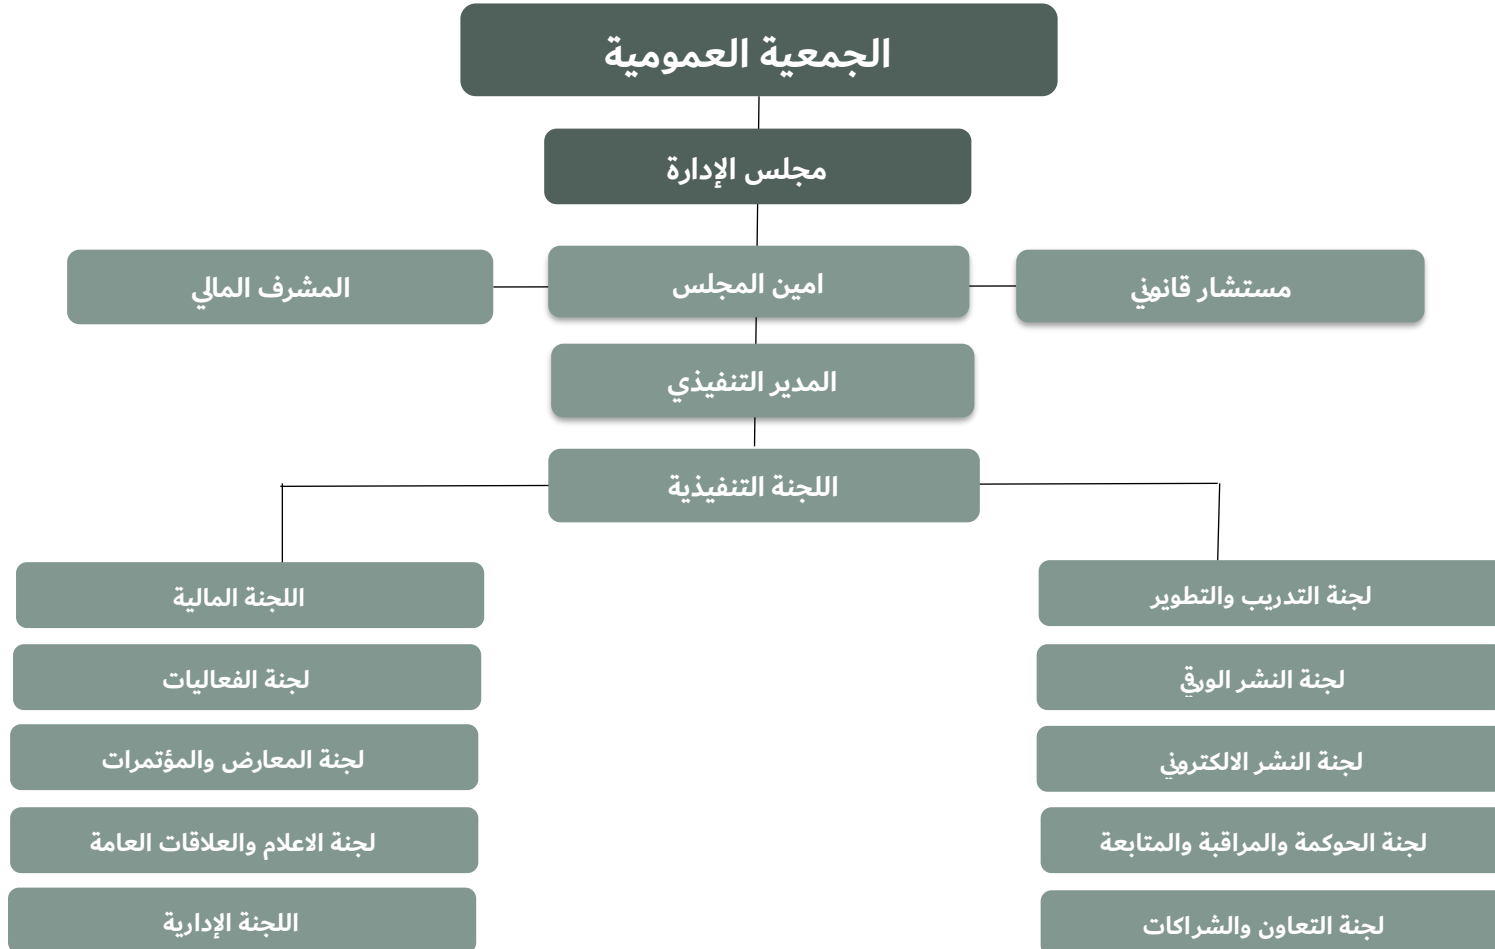 الجمعية العمومية
مجلس الإدارة
مستشار قانوني
امين المجلس
المشرف المالي
المدير التنفيذي
اللجنة التنفيذية
لجنة التدريب والتطوير
لجنة النشر الورقي
لجنة النشر الالكتروني
لجنة الحوكمة والمراقبة والمتابعة
لجنة التعاون والشراكات
اللجنة المالية
لجنة الفعاليات
لجنة المعارض والمؤتمرات
لجنة الاعلام والعلاقات العامة
اللجنة الإدارية